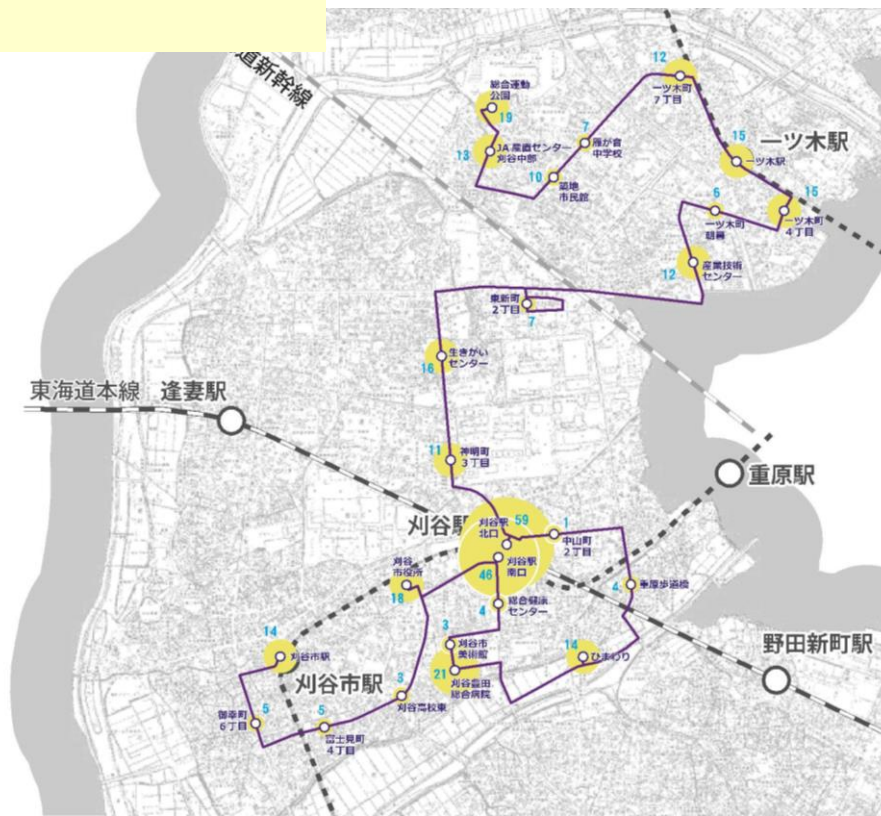 道新幹線
12
一ツ木町
7丁目
総合運動
公園
19
7
雁が音
中学校
JA産直センター
刈谷中部
13
15
一ツ木駅
一ツ木駅
10
築地
市民館
6
一ツ木町
15
一ツ木町
4丁目
産業技術
センター
12
東新町
2丁目
7
生きがい
センター
16
東海道本線
逢妻駅
神明町
3丁目
11
重原駅
刈谷駅
刈谷駅
北口
59
1
中山町
2丁目
刈谷
市役所
18
46
刈谷駅
南口
4
総合健康
センター
4
重原歩道橋
14
刈谷市駅
刈谷市駅
3
刈谷市
美術館
21
刈谷豊田
総合病院
14
ひまわり
野田新町駅
3
刈谷高校東
御幸町
6丁目
5
5
富士見町
4丁目